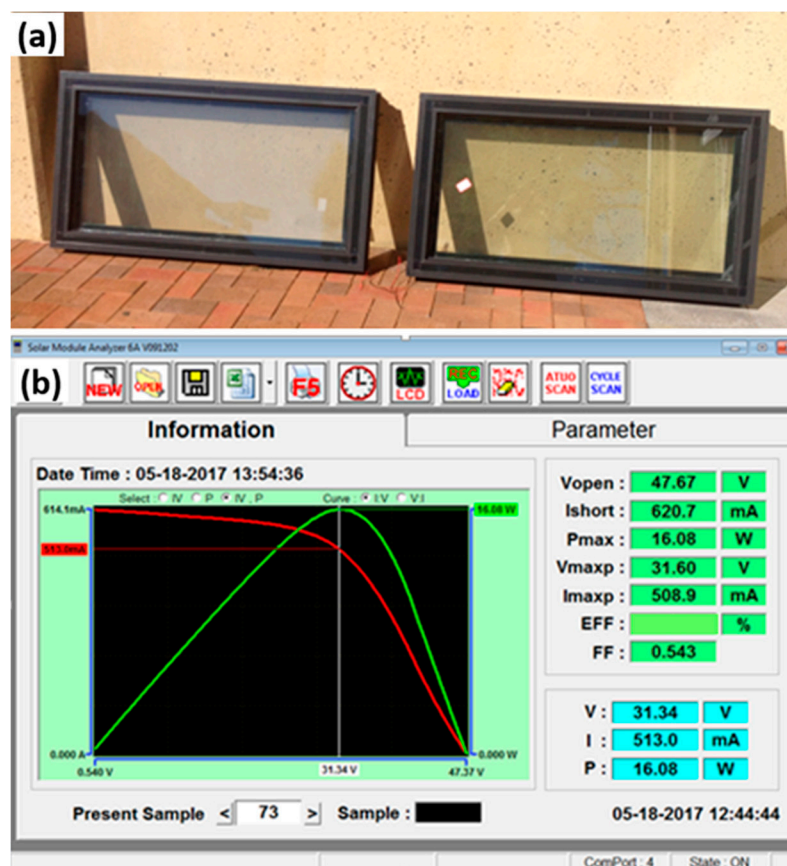 (a)
Solar Module Analyzer 6A V091202
(b)
NEW
OPEN
F5
LCD
REC
LOAD
ATUO
SCAN
CYCLE
SCAN
Information
Parameter
Date Time : 05-18-2017 13:54:36
Select : IV P IV , P Curve : I:V V:I
614.1mA
16.08 W
513.0mA
0.000 A
0.000 W
0.540 V
31.34 V
47.37 V
Present Sample < 73 > Sample :
Vopen : 47.67 V
Ishort : 620.7 mA
Pmax : 16.08 W
Vmaxp : 31.60 V
Imaxp : 508.9 mA
EFF : %
FF : 0.543
V : 31.34 V
I : 513.0 mA
P : 16.08 W
05-18-2017 12:44:44
ComPort : 4 State : ON